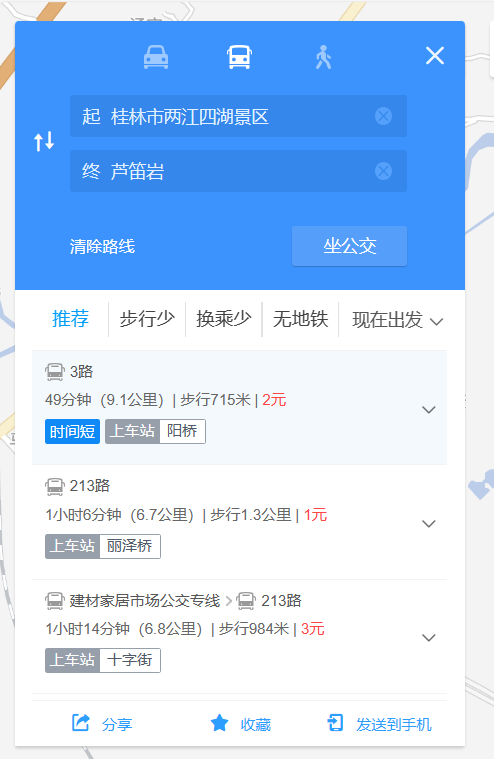 起 桂林市两江四湖景区
终 芦笛岩
清除路线 坐公交
推荐 步行少 换乘少 无地铁 现在出发
3路
49分钟（9.1公里）| 步行715米 | 2元
时间短 上车站 阳桥
213路
1小时6分钟（6.7公里）| 步行1.3公里 | 1元
上车站 丽泽桥
建材家居市场公交专线 > 213路
1小时14分钟（6.8公里）| 步行984米 | 3元
上车站 十字街
分享 收藏 发送到手机